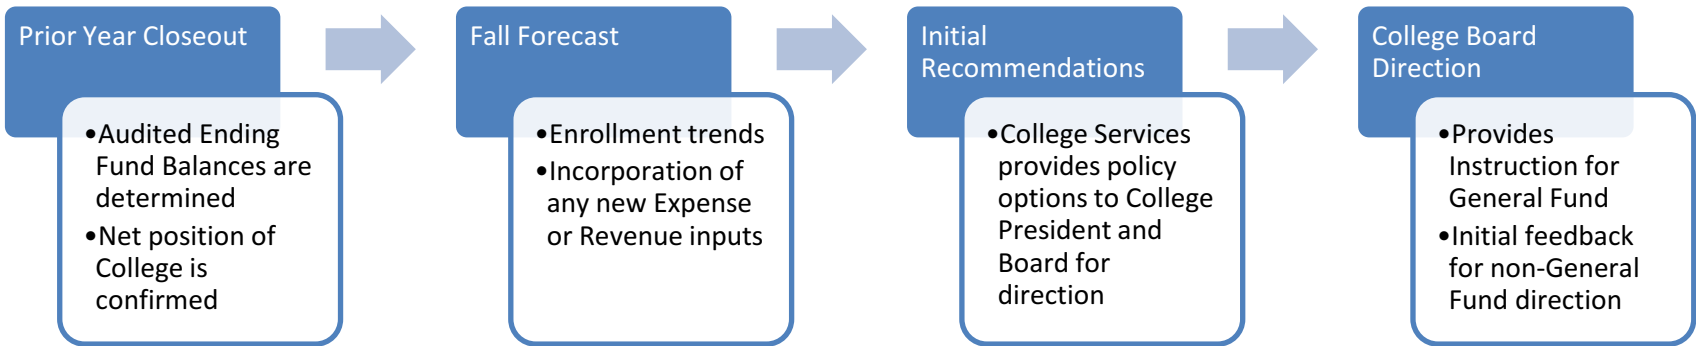 Prior Year Closeout
•Audited Ending
Fund Balances are
determined
•Net position of
College is
confirmed
Fall Forecast
•Enrollment trends
•Incorporation of
any new Expense
or Revenue inputs
Initial
Recommendations
•College Services
provides policy
options to College
President and
Board for
direction
College Board
Direction
•Provides
Instruction for
General Fund
•Initial feedback
for non-General
Fund direction